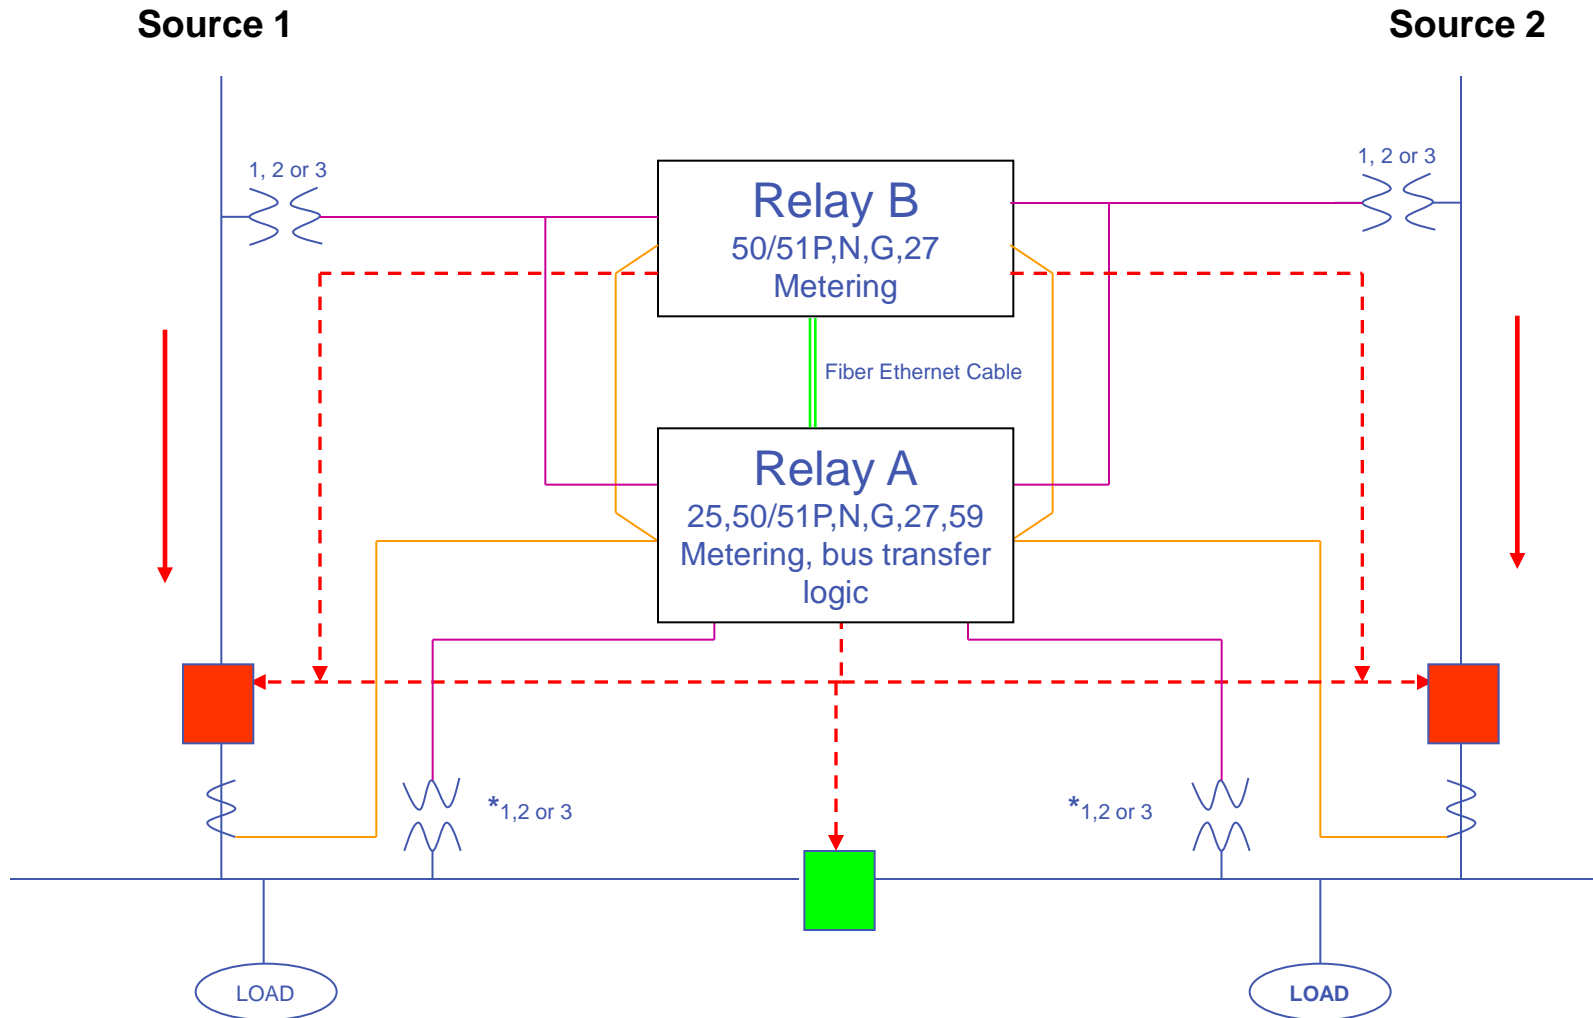 Source 1
Source 2
1, 2 or 3
1, 2 or 3
Relay B
50/51P,N,G,27
Metering
Fiber Ethernet Cable
Relay A
25,50/51P,N,G,27,59
Metering, bus transfer
logic
*1,2 or 3
*1,2 or 3
LOAD
LOAD